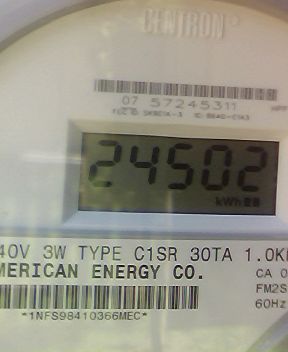 CENTRON®
07 57245311
24502
kWh
40V 3W TYPE C1SR 30TA 1.0K
MERICAN ENERGY CO.
CA 0
FM2S
60Hz
*1NFS98410366MEC*